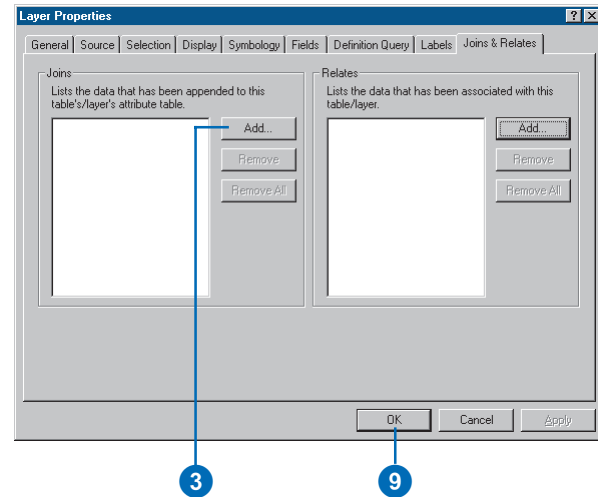 Layer Properties
General Source Selection Display Symbology Fields Definition Query Labels Joins & Relates
Joins
Lists the data that has been appended to this
table's/layer's attribute table.
Add...
Remove
Remove All
Relates
Lists the data that has been associated with this
table/layer.
Add...
Remove
Remove All
OK Cancel Apply
3 9